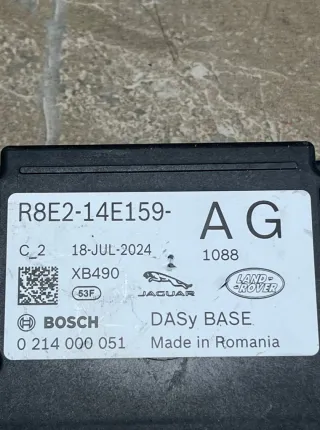 R8E2-14E159- AG
C_2 18-JUL-2024 1088
XB490
53F JAGUAR LAND ROVER
BOSCH DASy BASE
0 214 000 051 Made in Romania